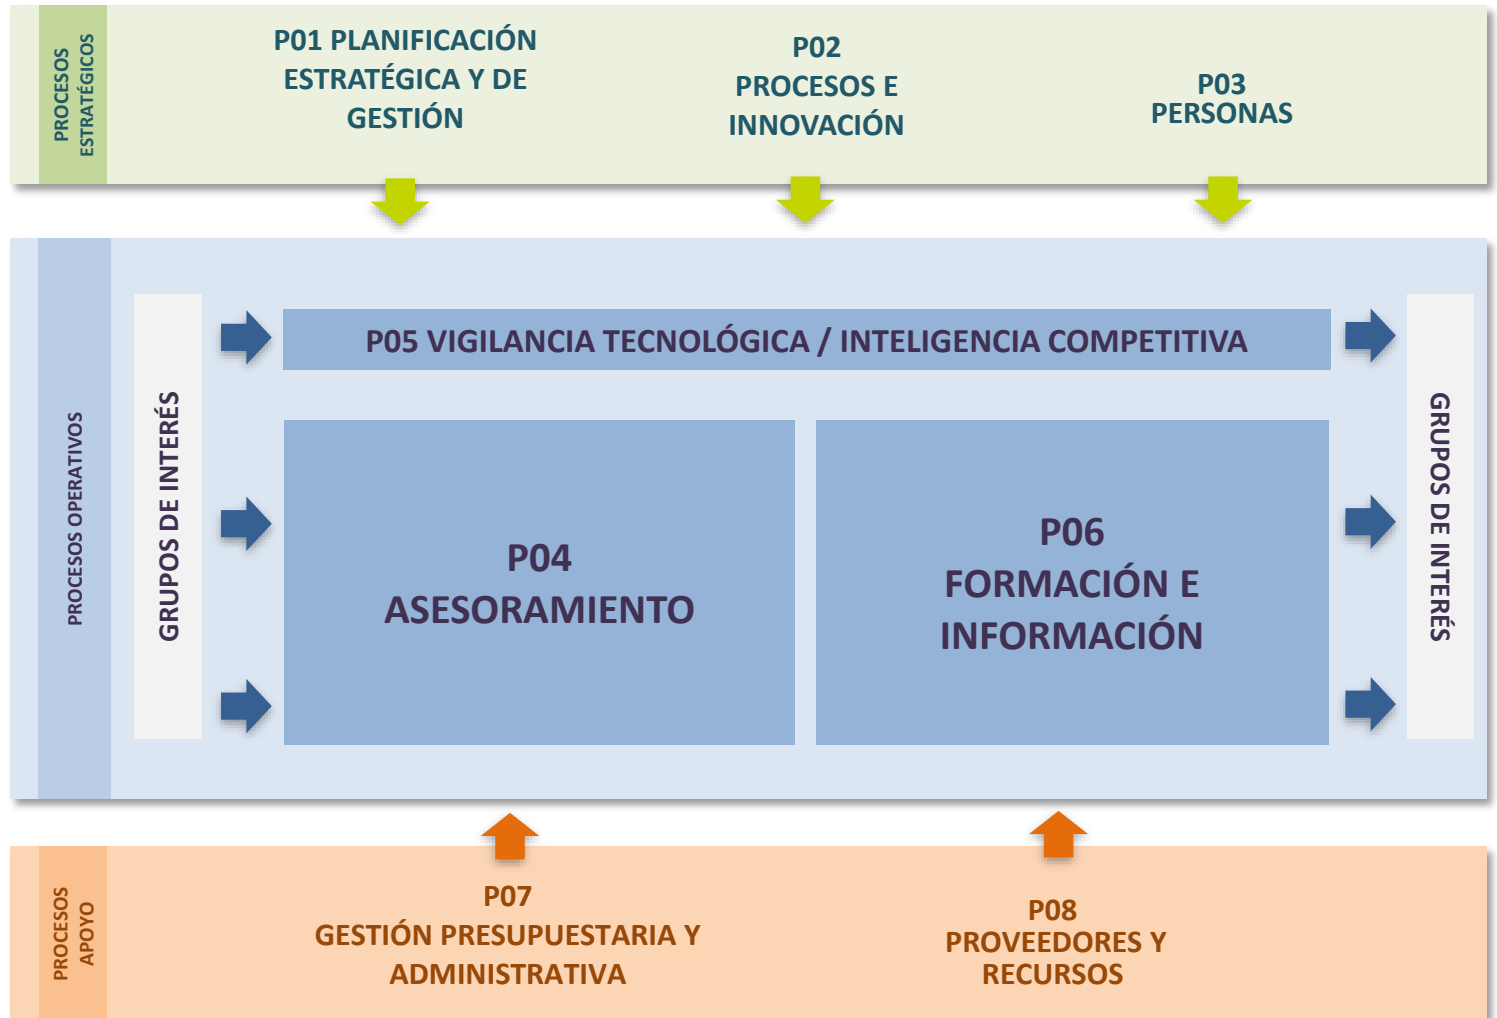 PROCESOS
ESTRATÉGICOS
P01 PLANIFICACIÓN
ESTRATÉGICA Y DE
GESTIÓN
P02
PROCESOS E
INNOVACIÓN
P03
PERSONAS
PROCESOS OPERATIVOS
GRUPOS DE INTERÉS
P05 VIGILANCIA TECNOLÓGICA / INTELIGENCIA COMPETITIVA
P04
ASESORAMIENTO
P06
FORMACIÓN E
INFORMACIÓN
GRUPOS DE INTERÉS
PROCESOS
APOYO
P07
GESTIÓN PRESUPUESTARIA Y
ADMINISTRATIVA
P08
PROVEEDORES Y
RECURSOS